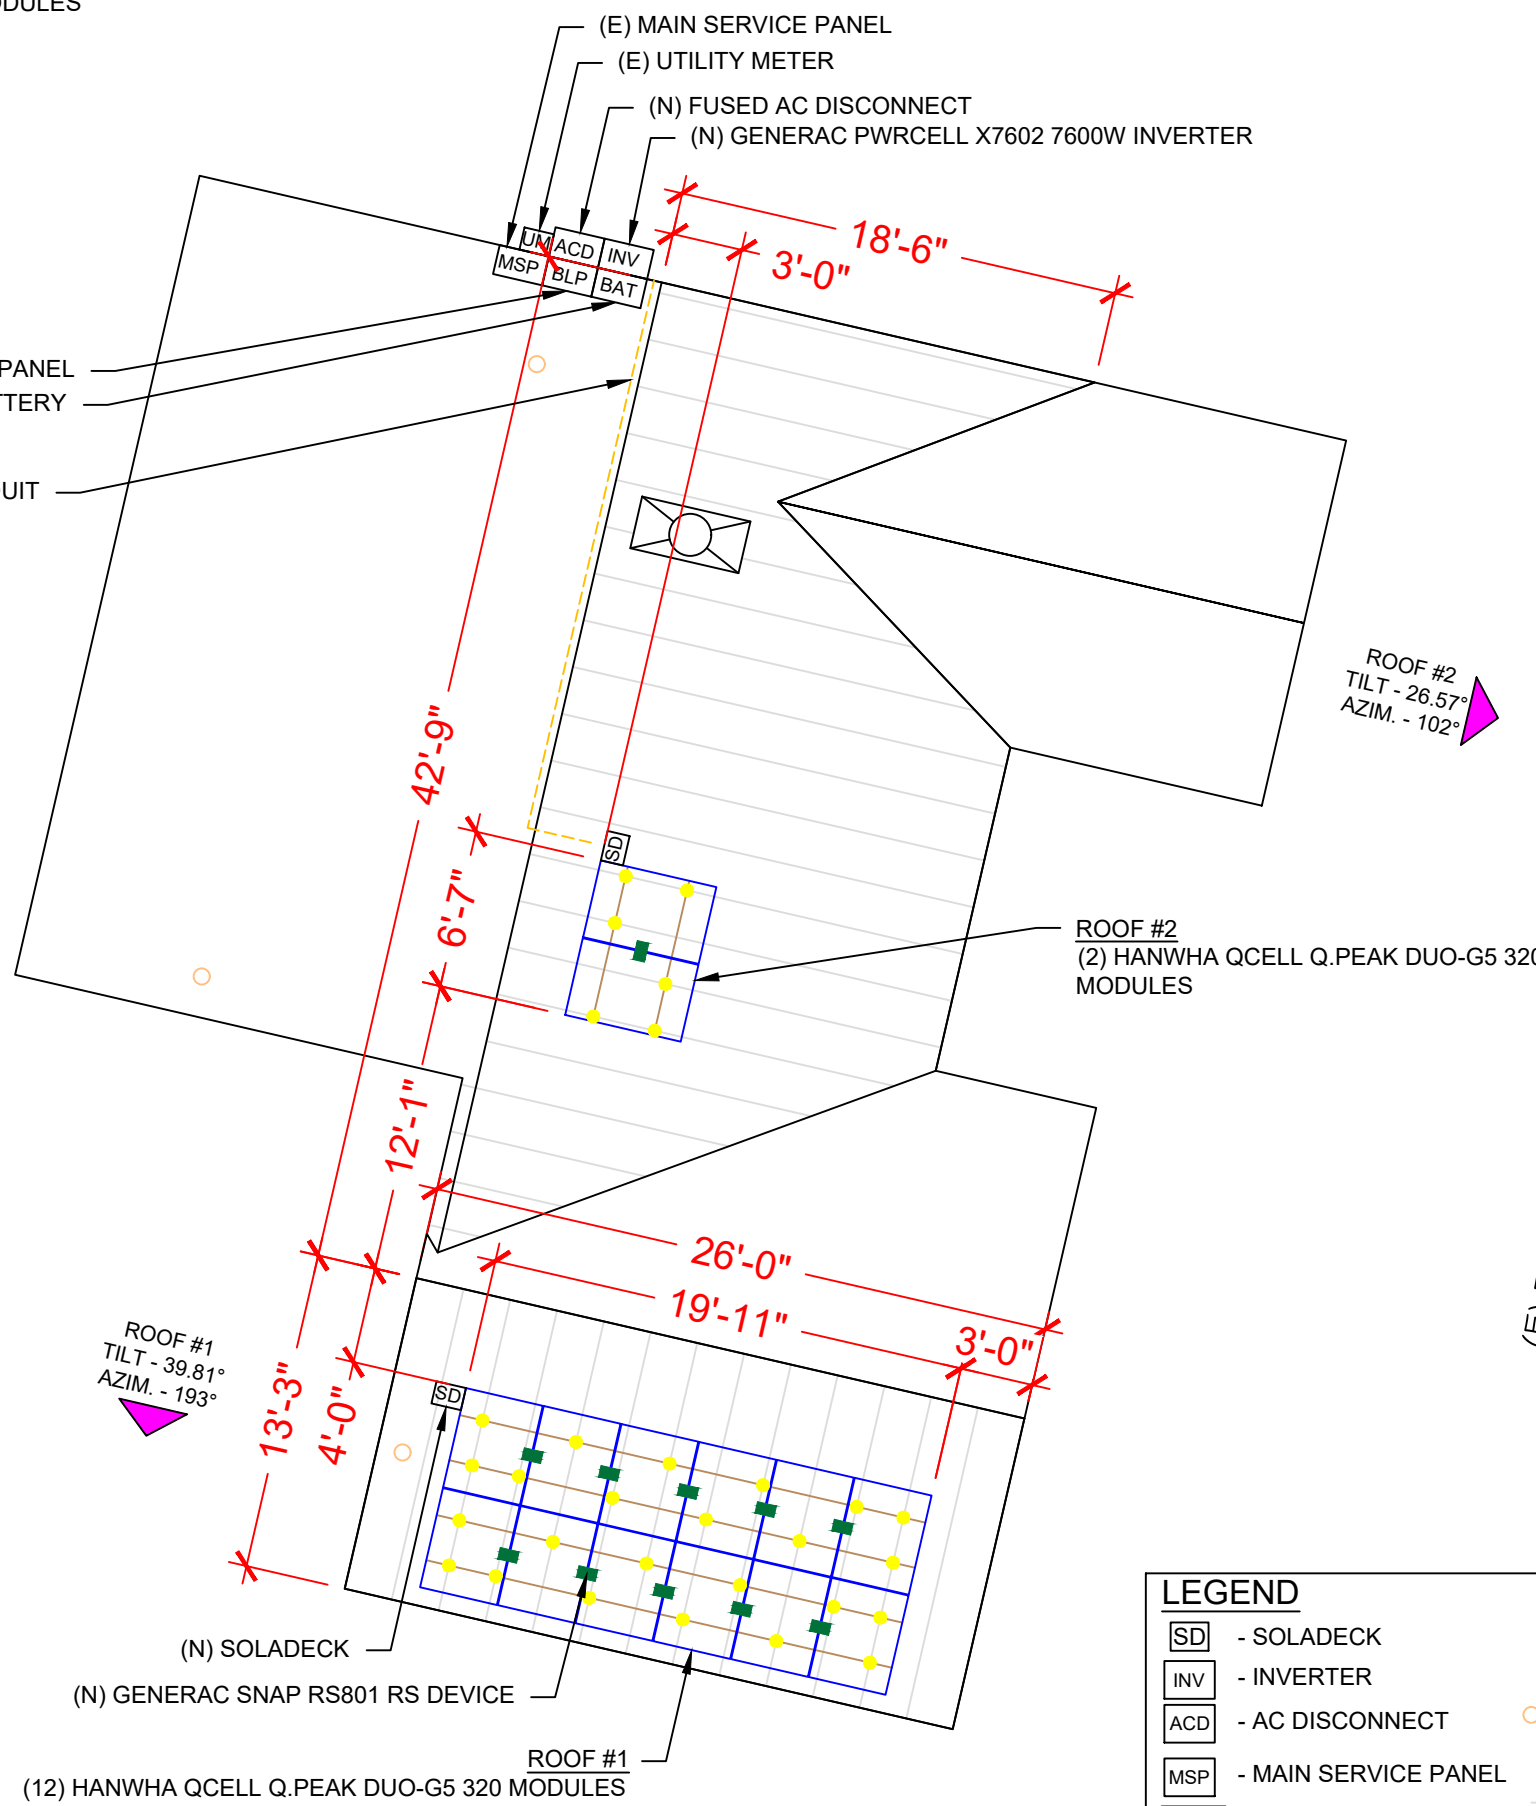 ODULES
(E) MAIN SERVICE PANEL
(E) UTILITY METER
(N) FUSED AC DISCONNECT
(N) GENERAC PWRCELL X7602 7600W INVERTER
18'-6"
3'-0"
UM
ACD
INV
MSP
BLP
BAT
PANEL
TTERY
UIT
ROOF #2
TILT - 26.57°
AZIM. - 102°
42'-9"
SD
6'-7"
ROOF #2
(2) HANWHA QCELL Q.PEAK DUO-G5 320
MODULES
12'-1"
26'-0"
19'-11"
3'-0"
ROOF #1
TILT - 39.81°
AZIM. - 193°
13'-3"
4'-0"
SD
(N) SOLADECK
(N) GENERAC SNAP RS801 RS DEVICE
ROOF #1
(12) HANWHA QCELL Q.PEAK DUO-G5 320 MODULES
(E)
LEGEND
SD - SOLADECK
INV - INVERTER
ACD - AC DISCONNECT
MSP - MAIN SERVICE PANEL